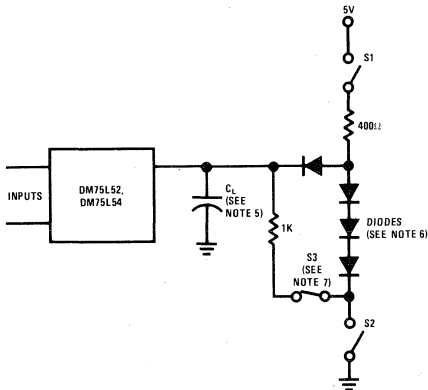 5V
S1
400Ω
INPUTS
DM75L52,
DM75L54
CL
(SEE
NOTE 5)
1K
DIODES
(SEE NOTE 6)
S3
(SEE
NOTE 7)
S2